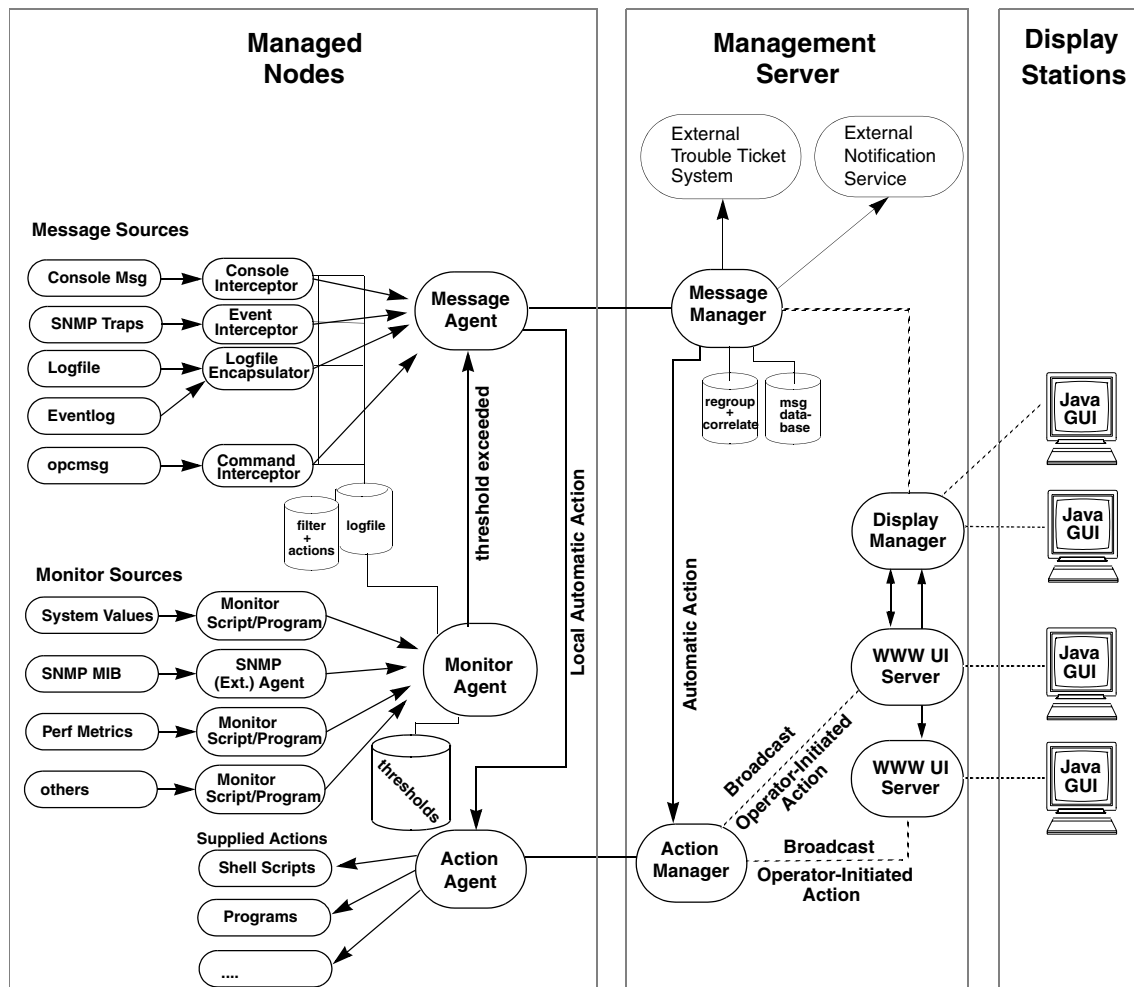 Managed
Nodes
Management
Server
Display
Stations
External
Trouble Ticket
System
External
Notification
Service
Message Sources
Console Msg
Console
Interceptor
SNMP Traps
Event
Interceptor
Logfile
Logfile
Encapsulator
Eventlog
opcmsg
Command
Interceptor
Message
Agent
Message
Manager
filter
+
actions
logfile
threshold exceeded
Local Automatic Action
regroup
+
correlate
msg
data-
base
Automatic Action
Monitor Sources
System Values
Monitor
Script/Program
SNMP MIB
SNMP
(Ext.) Agent
Perf Metrics
Monitor
Script/Program
others
Monitor
Script/Program
Monitor
Agent
thresholds
Supplied Actions
Shell Scripts
Programs
....
Action
Agent
Action
Manager
Display
Manager
WWW UI
Server
WWW UI
Server
Broadcast
Operator-Initiated
Action
Broadcast
Operator-Initiated
Action
Java
GUI
Java
GUI
Java
GUI
Java
GUI